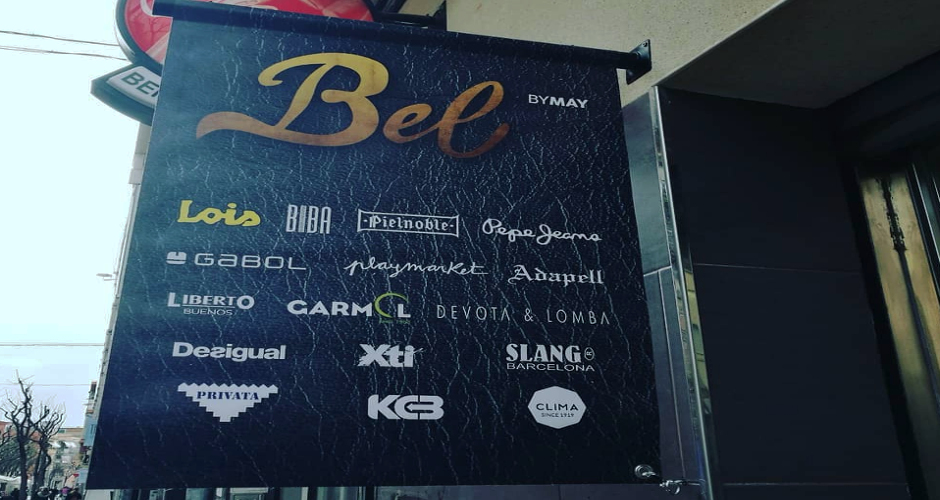 BE
Bel BYMAY
Lois BIBA Pielnoble Pepe Jeans
GABOL playmarket Adapell
LIBERTO
BUENOS
GARMOL DEVOTA & LOMBA
Desigual Xti SLANG
BARCELONA
PRIVATA KCB CLIMA
SINCE 1919